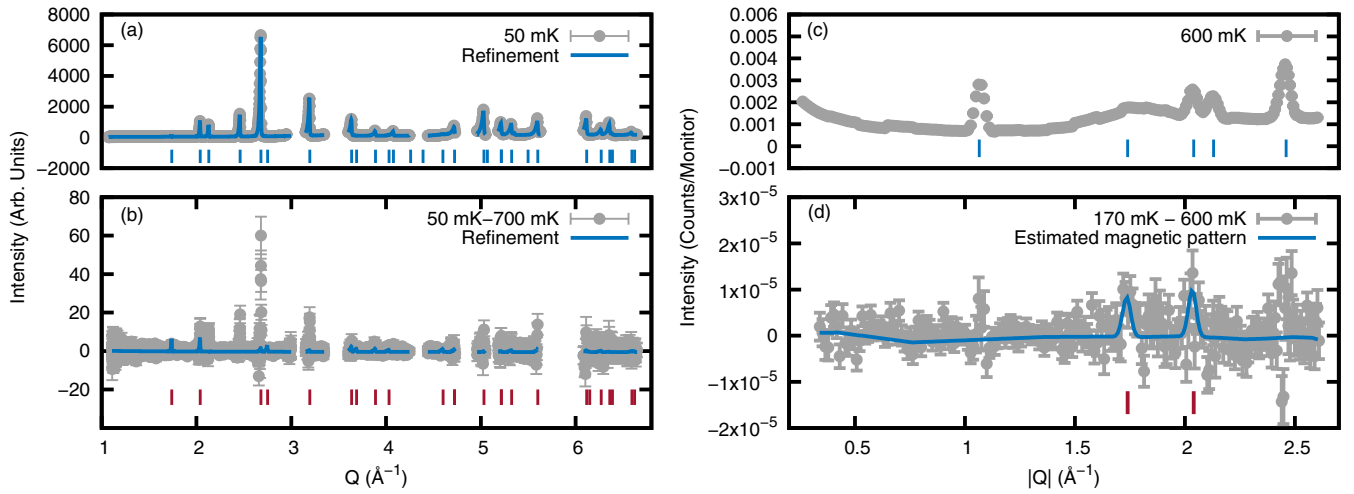 (a)
50 mK
Refinement
8000
6000
4000
2000
0
−2000
(b)
50 mK−700 mK
Refinement
80
60
40
20
0
−20
1 2 3 4 5 6
Q (Å⁻¹)
Intensity (Arb. Units)
(c)
600 mK
0.006
0.005
0.004
0.003
0.002
0.001
0
−0.001
(d)
170 mK − 600 mK
Estimated magnetic pattern
3x10⁻⁵
2x10⁻⁵
1x10⁻⁵
0
−1x10⁻⁵
−2x10⁻⁵
0.5 1 1.5 2 2.5
|Q| (Å⁻¹)
Intensity (Counts/Monitor)